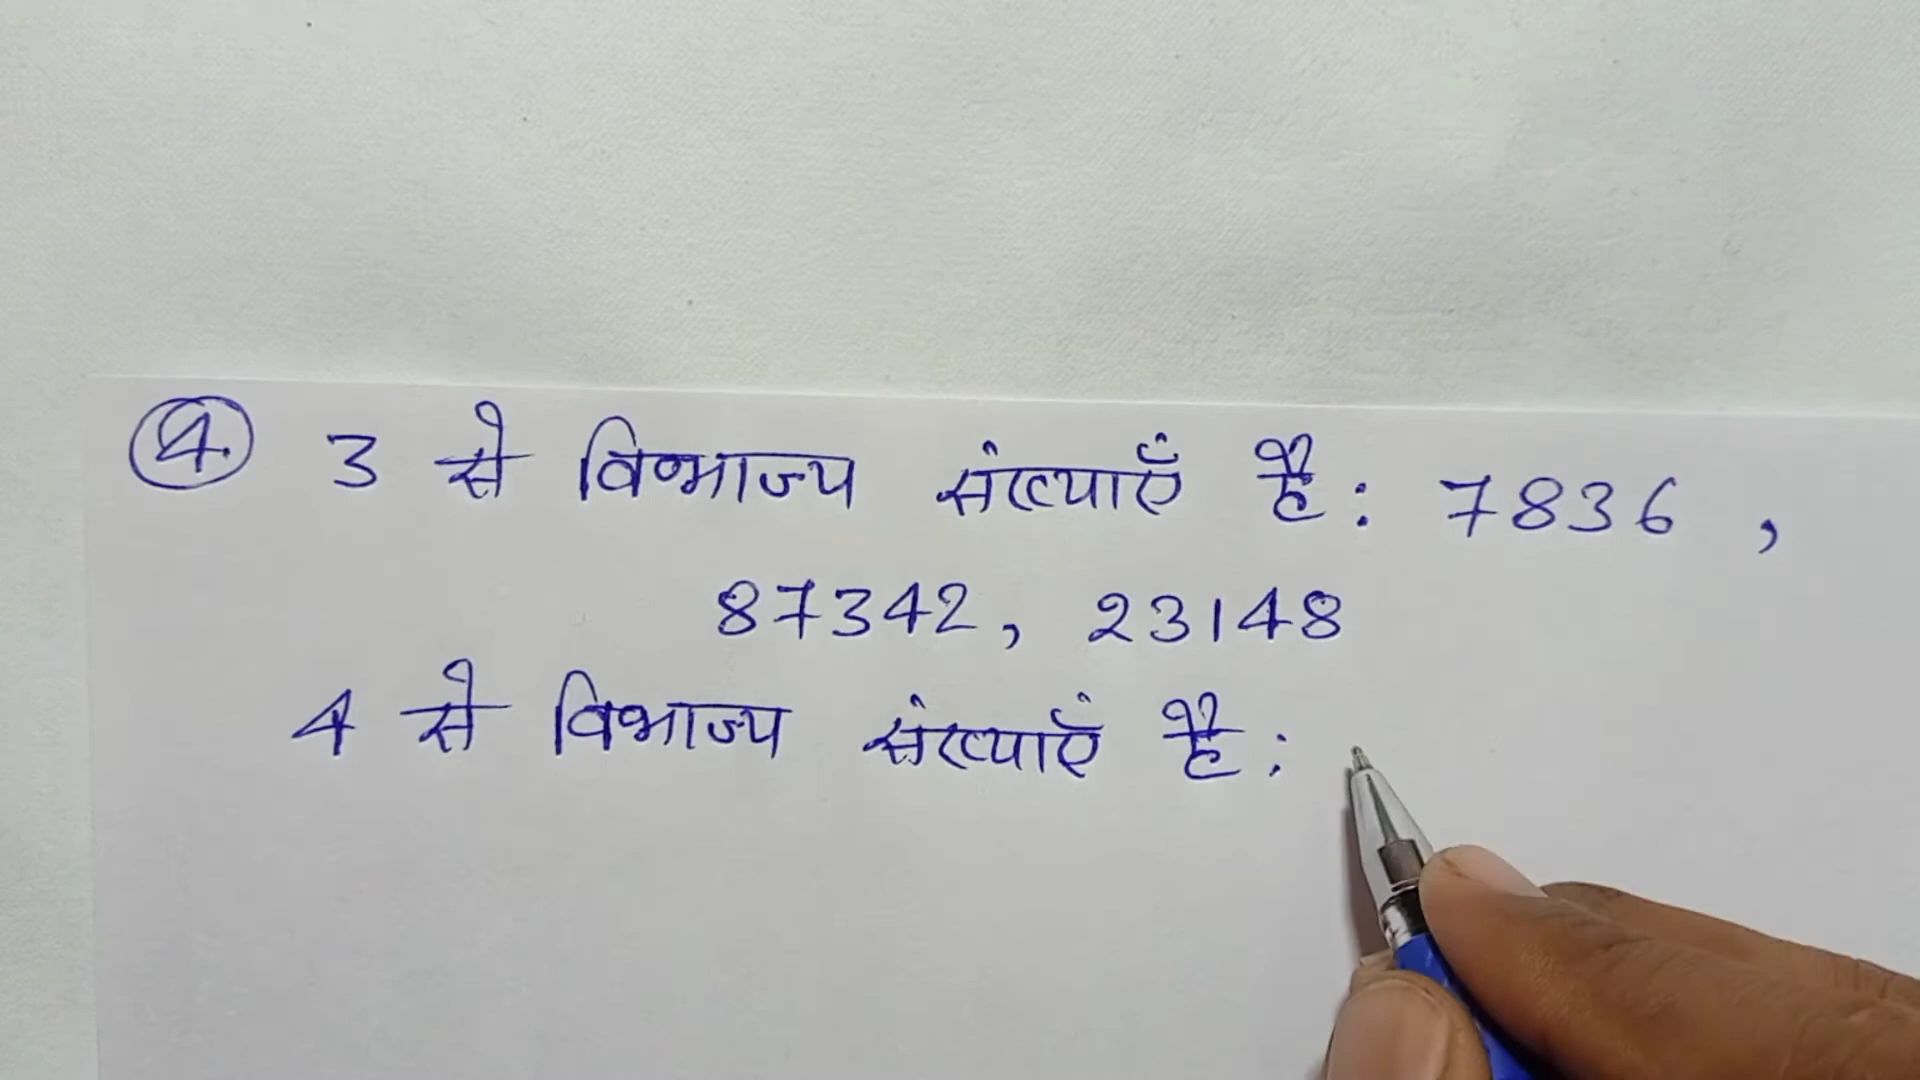 4. 3 से विभाज्य संख्याएँ है : 7836 ,
87342, 23148
4 से विभाज्य संख्याएँ है :